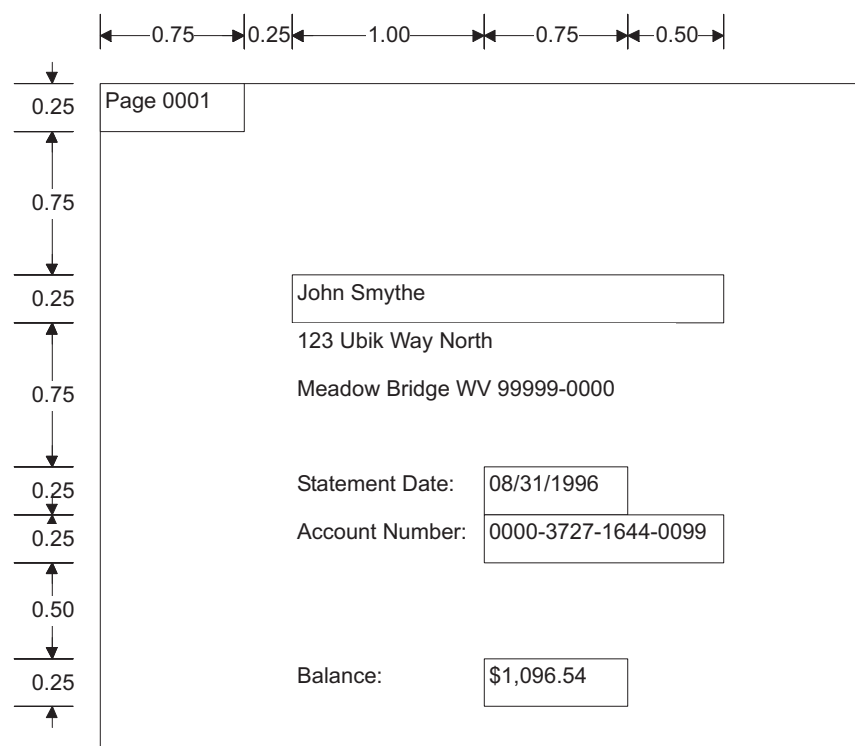 0.75 0.25 1.00 0.75 0.50
0.25 Page 0001
0.75
0.25 John Smythe
123 Ubik Way North
0.75 Meadow Bridge WV 99999-0000
0.25 Statement Date: 08/31/1996
0.25 Account Number: 0000-3727-1644-0099
0.50
0.25 Balance: $1,096.54